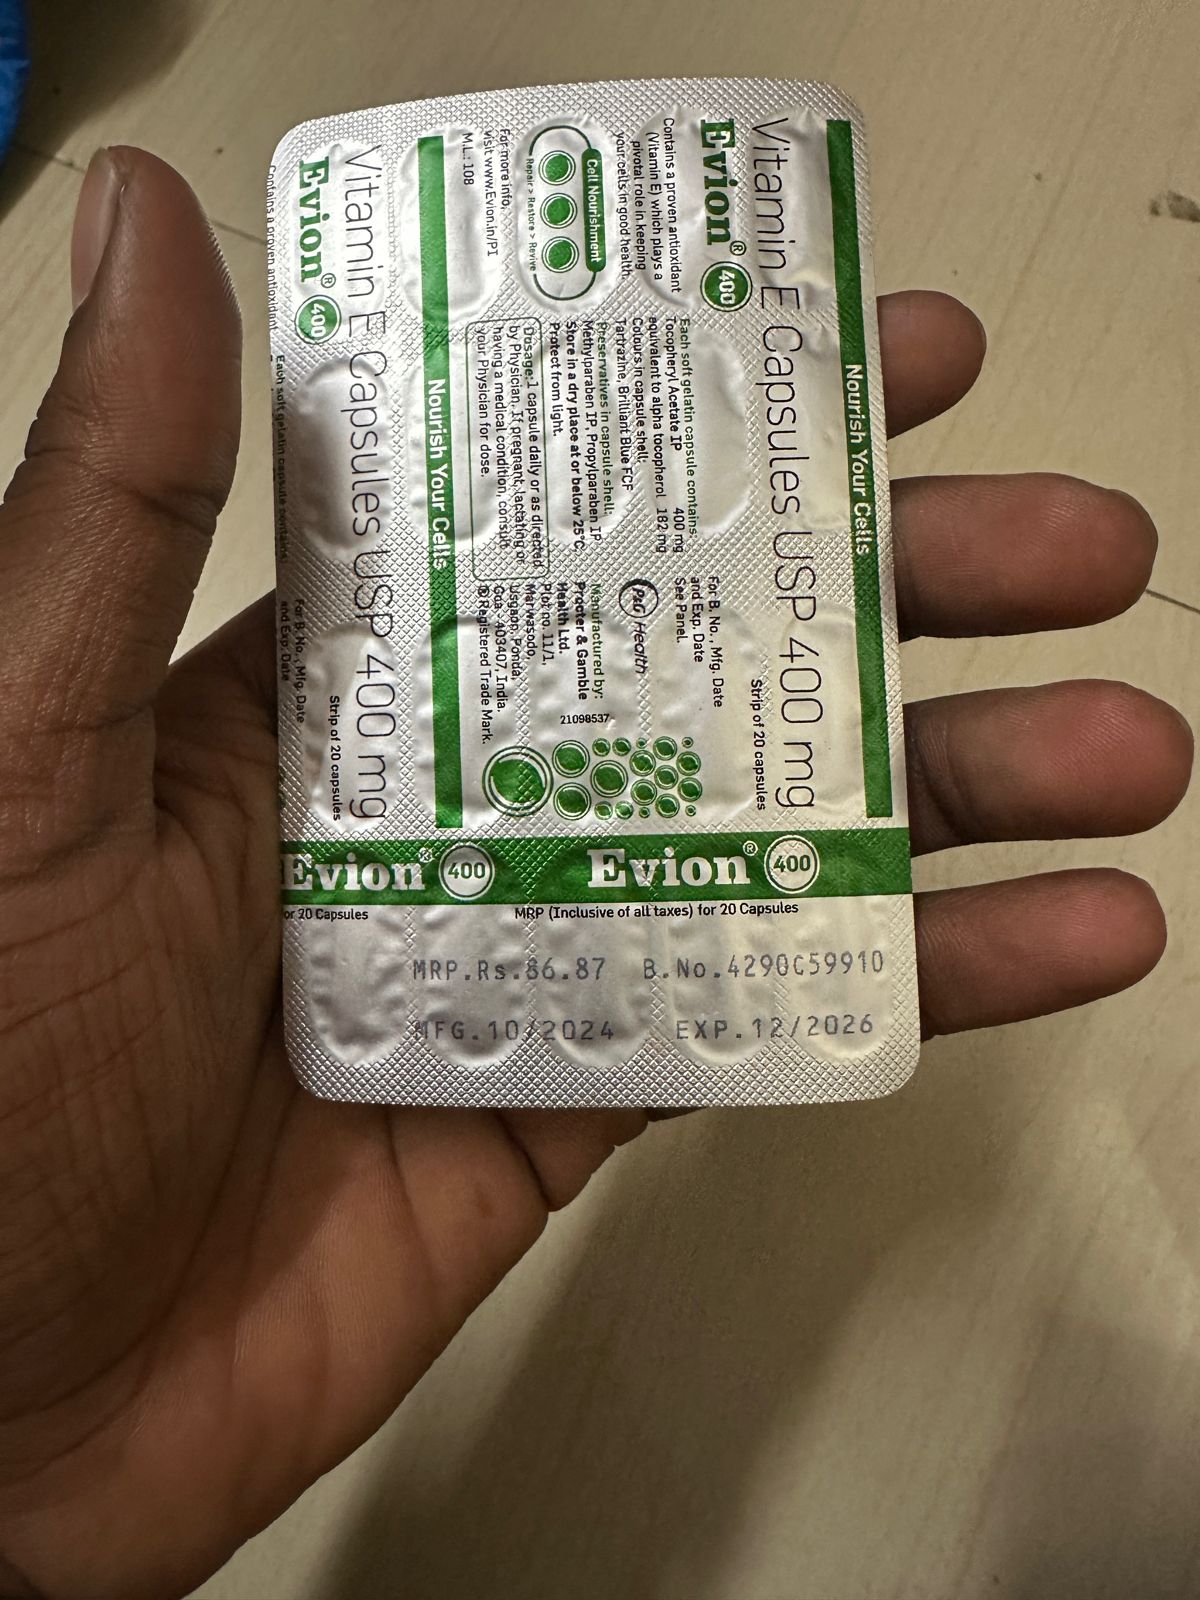 Nourish Your Cells
Vitamin E Capsules USP 400 mg
Strip of 20 capsules
Evion® 400
Contains a proven antioxidant
(Vitamin E) which plays a
pivotal role in keeping
your cells in good health.
Cell Nourishment
Repair > Restore > Revive
For more info,
visit www.Evion.in/PI
M.L.: 108
Each soft gelatin capsule contains:
Tocopheryl Acetate IP 400 mg
equivalent to alpha tocopherol 182 mg
Colours in capsule shell:
Tartrazine, Brilliant Blue FCF
Preservatives in capsule shell:
Methylparaben IP, Propylparaben IP
Store in a dry place at or below 25°C.
Protect from light.
Dosage: 1 capsule daily or as directed
by Physician. If pregnant, lactating or
having a medical condition, consult
your Physician for dose.
For B. No., Mfg. Date
and Exp. Date
See Panel.
P&G Health
Manufactured by:
Procter & Gamble
Health Ltd.
Plot no. 11/1,
Marwasodo,
Usgaon, Ponda,
Goa - 403407, India.
® Registered Trade Mark.
21098537
Nourish Your Cells
Vitamin E Capsules USP 400 mg
Strip of 20 capsules
Evion® 400
Contains a proven antioxidant
Each soft gelatin capsule contains:
For B. No., Mfg. Date
and Exp. Date
Evion® 400 Evion® 400
or 20 Capsules MRP (Inclusive of all taxes) for 20 Capsules
MRP.Rs.86.87 B.No.4290C59910
MFG.10/2024 EXP.12/2026